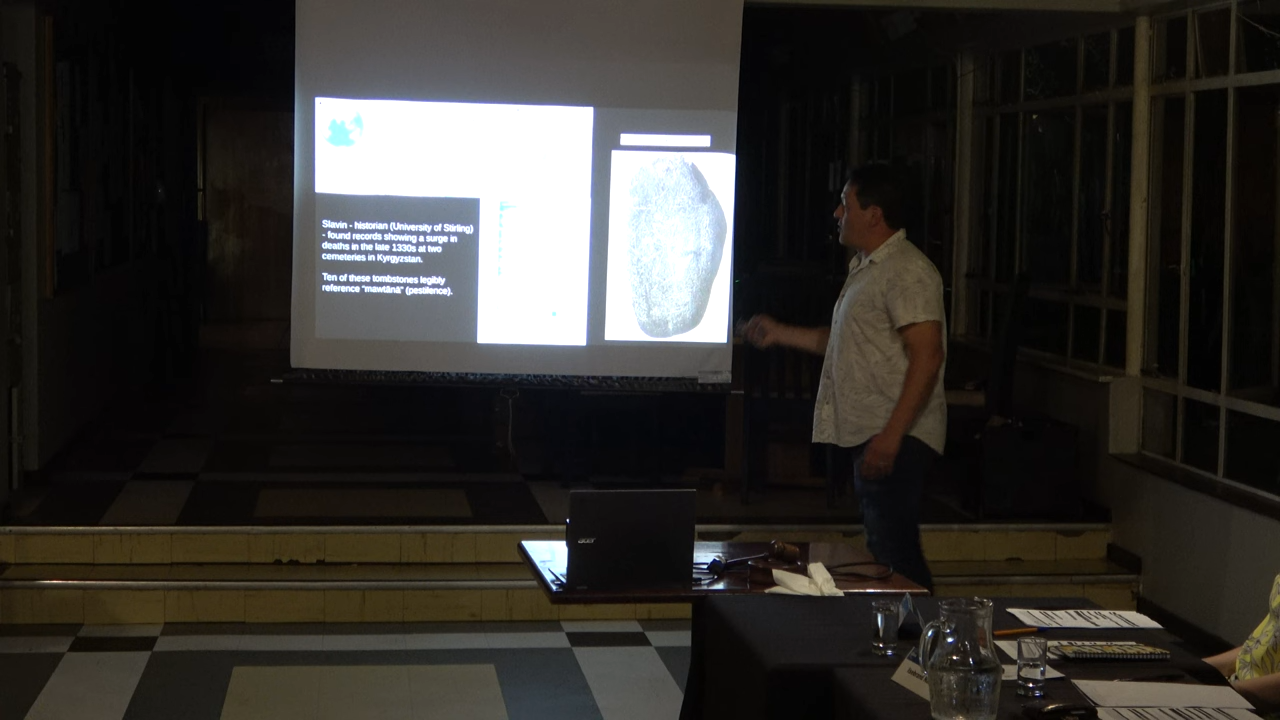 Slavin - historian (University of Stirling)
- found records showing a surge in
deaths in the late 1330s at two
cemeteries in Kyrgyzstan.
Ten of these tombstones legibly
reference "mawtānā" (pestilence).
acer